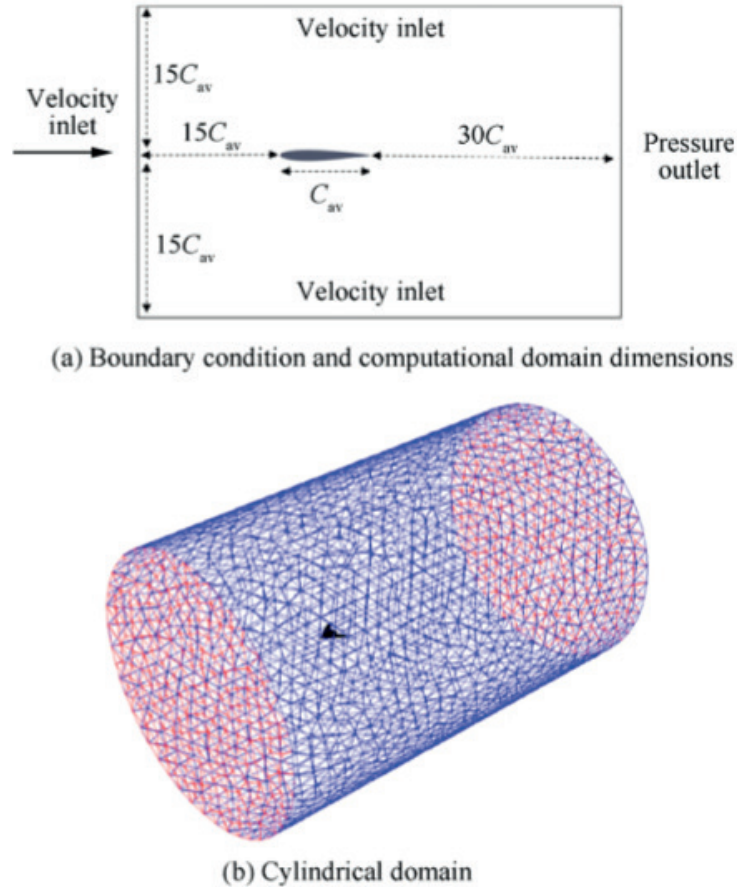 Velocity inlet
15C_av
Velocity
inlet
15C_av
30C_av
Pressure
outlet
C_av
15C_av
Velocity inlet
(a) Boundary condition and computational domain dimensions
(b) Cylindrical domain